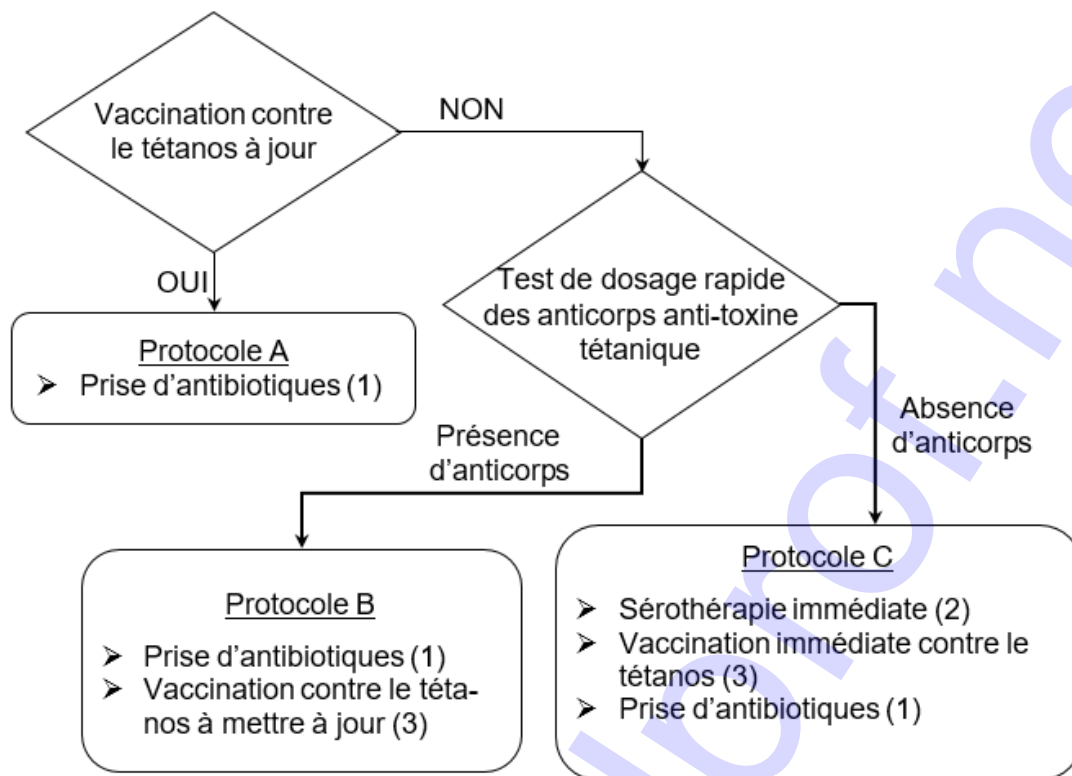 Vaccination contre
le tétanos à jour
NON
OUI
Protocole A
➢ Prise d'antibiotiques (1)
Test de dosage rapide
des anticorps anti-toxine
tétanique
Présence
d'anticorps
Absence
d'anticorps
Protocole B
➢ Prise d'antibiotiques (1)
➢ Vaccination contre le téta-
nos à mettre à jour (3)
Protocole C
➢ Sérothérapie immédiate (2)
➢ Vaccination immédiate contre le
tétanos (3)
➢ Prise d'antibiotiques (1)